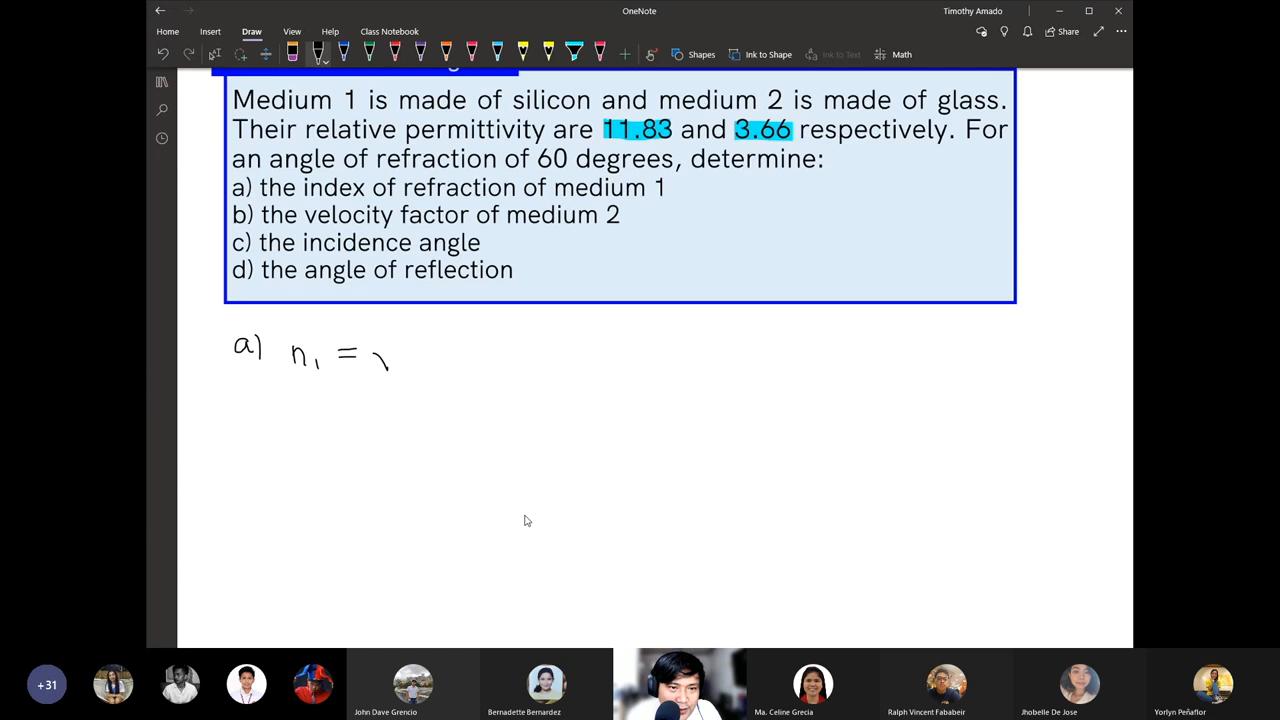 OneNote
Timothy Amado
Home Insert Draw View Help Class Notebook
Share
Shapes Ink to Shape Ink to Text Math
Medium 1 is made of silicon and medium 2 is made of glass.
Their relative permittivity are 11.83 and 3.66 respectively. For
an angle of refraction of 60 degrees, determine:
a) the index of refraction of medium 1
b) the velocity factor of medium 2
c) the incidence angle
d) the angle of reflection
a) n₁ =
+31
John Dave Grencio
Bernadette Bernardez
Ma. Celine Grecia
Ralph Vincent Fababeir
Jhobelle De Jose
Yorlyn Peñaflor